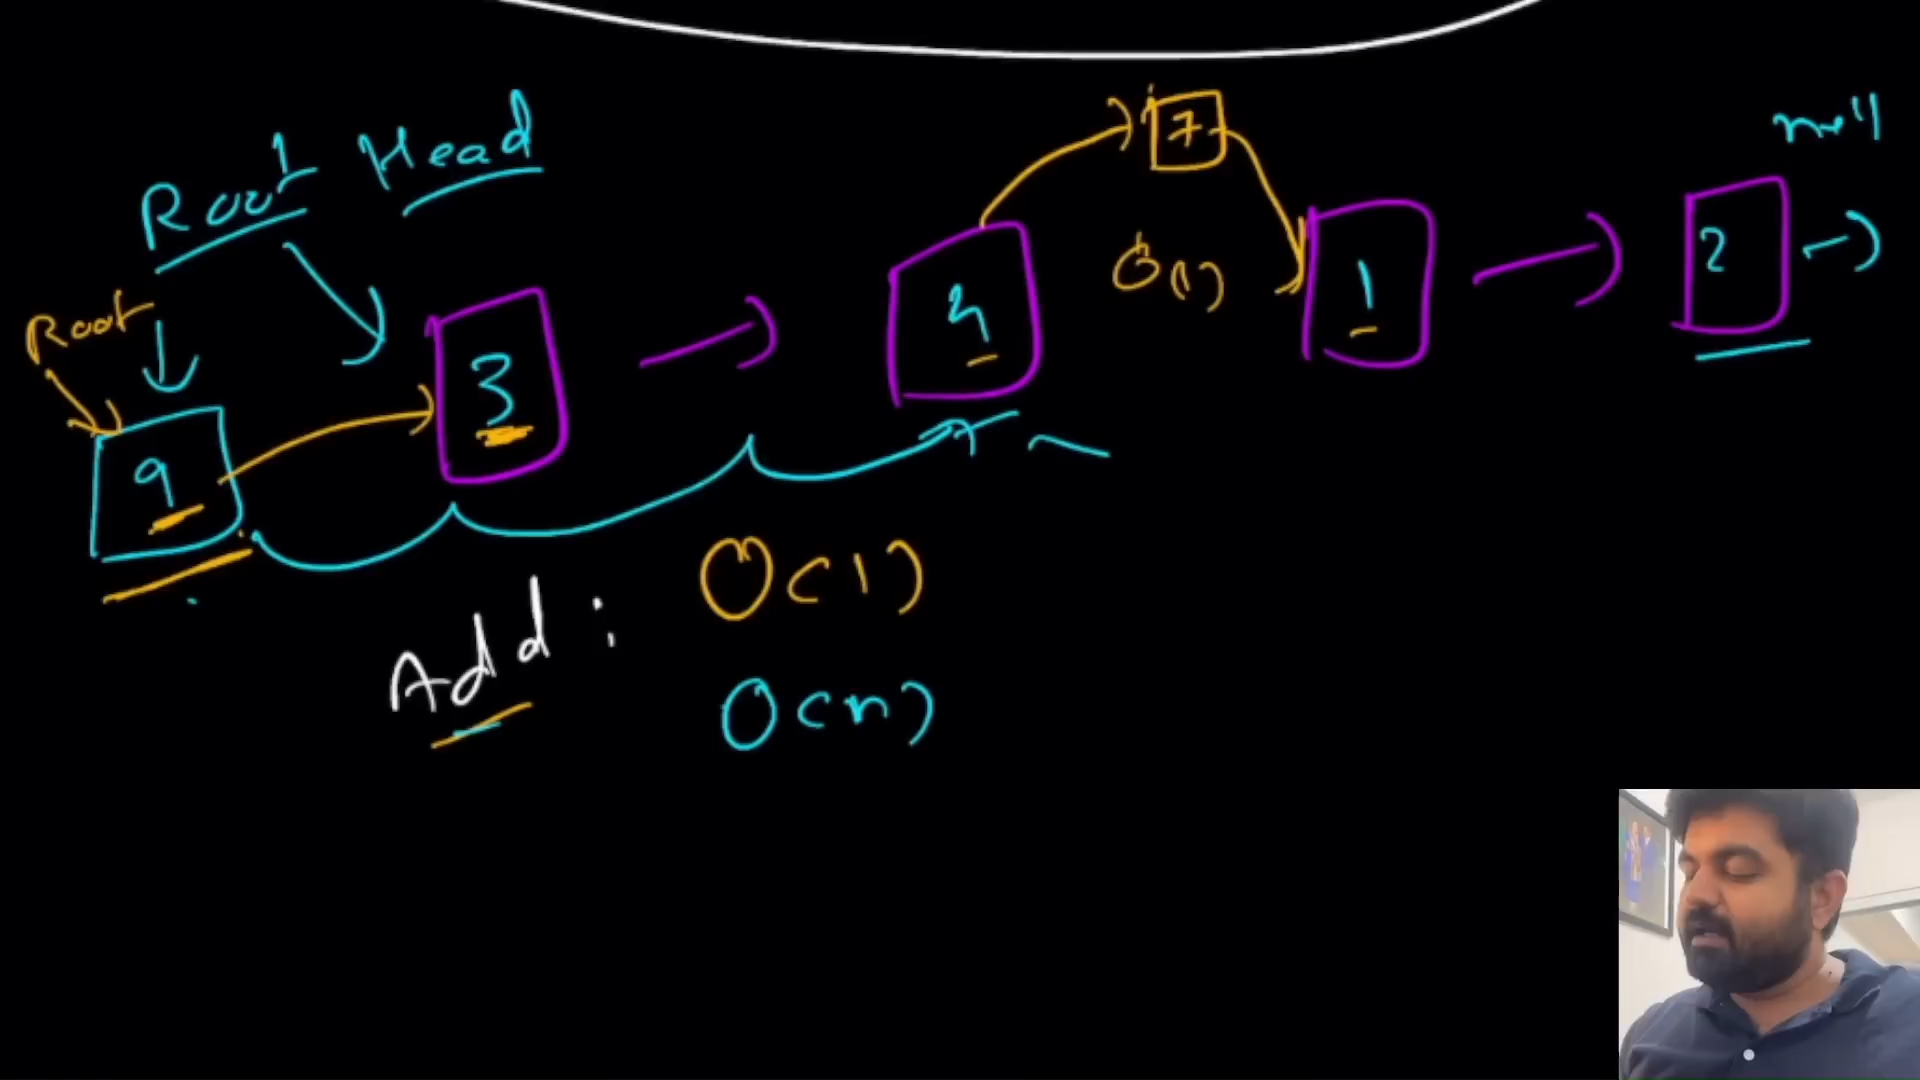 Root Head
null
Root
7
O(1)
9
3
4
1
2
Add : O(1)
O(n)